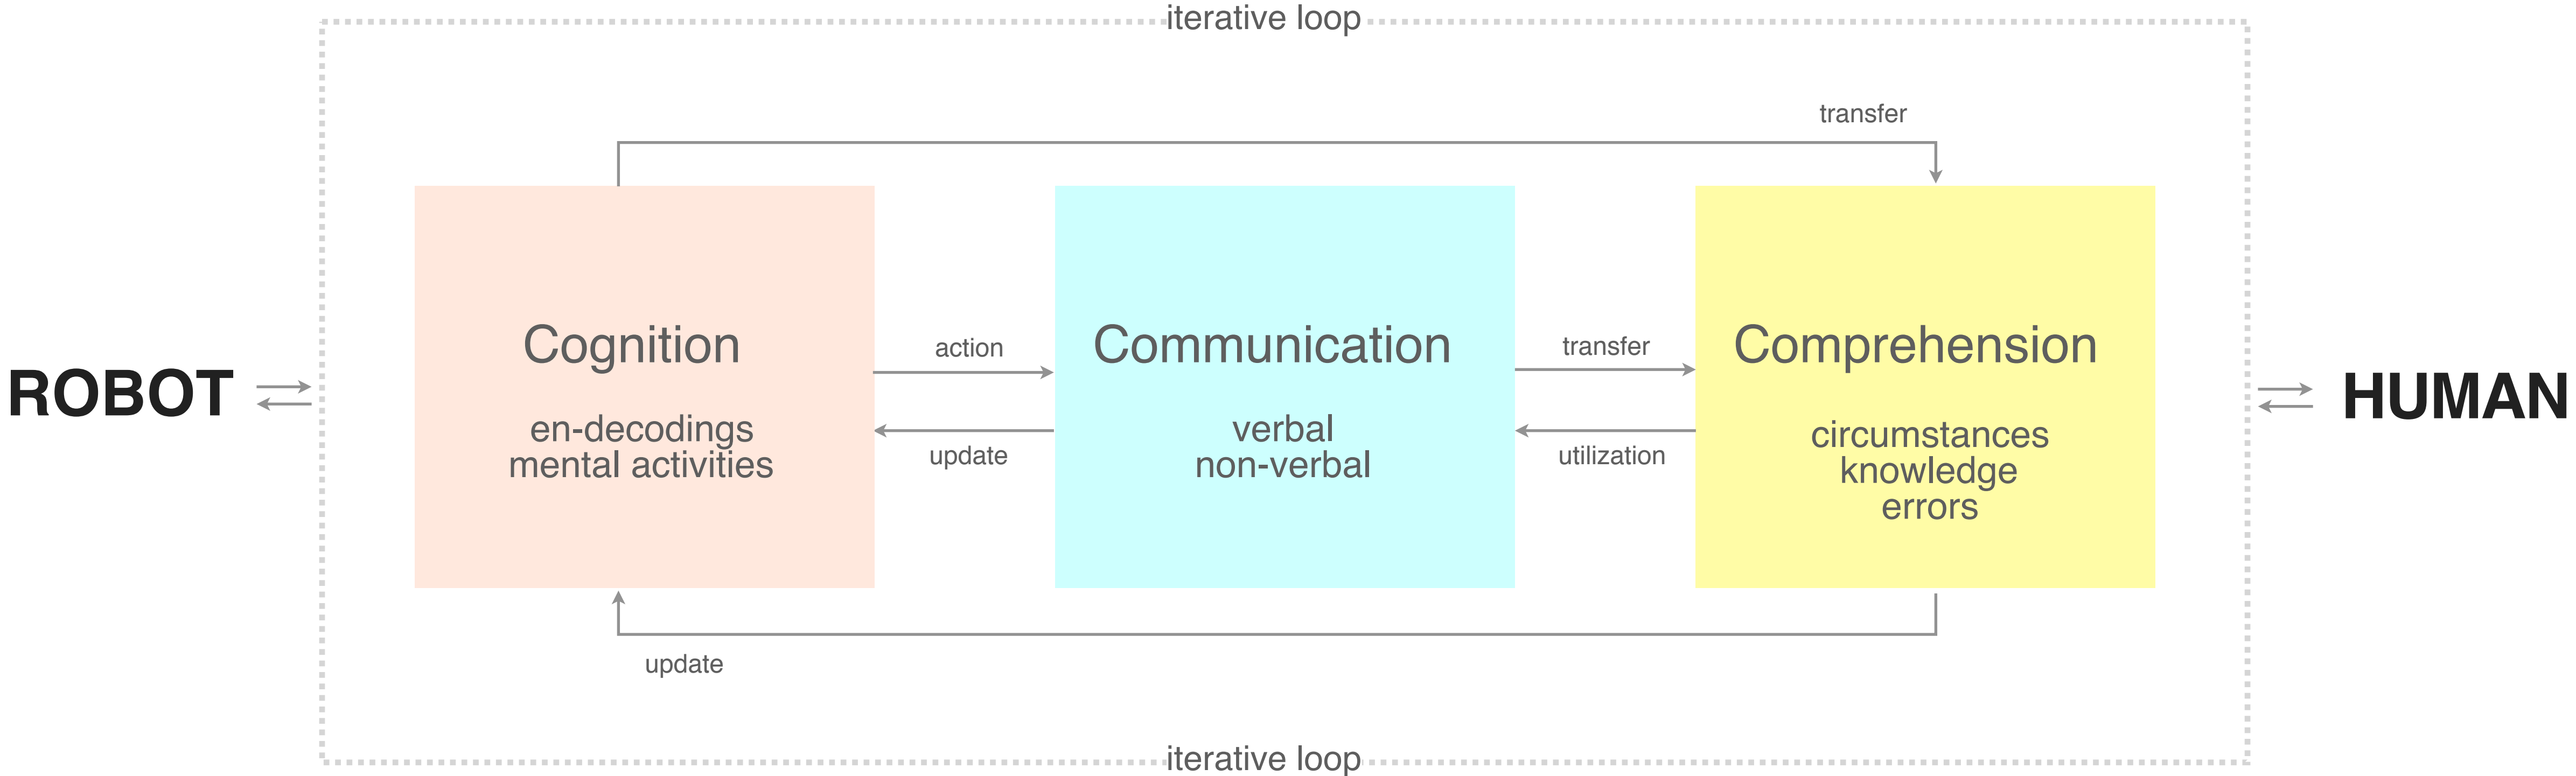 iterative loop
transfer
Cognition
en-decodings
mental activities
action
update
Communication
verbal
non-verbal
transfer
utilization
Comprehension
circumstances
knowledge
errors
ROBOT
HUMAN
update
iterative loop